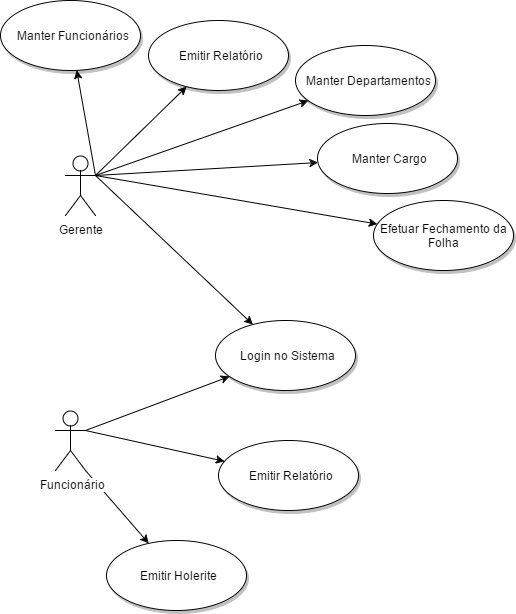 Manter Funcionários
Emitir Relatório
Manter Departamentos
Manter Cargo
Gerente
Efetuar Fechamento da
Folha
Login no Sistema
Funcionário
Emitir Relatório
Emitir Holerite